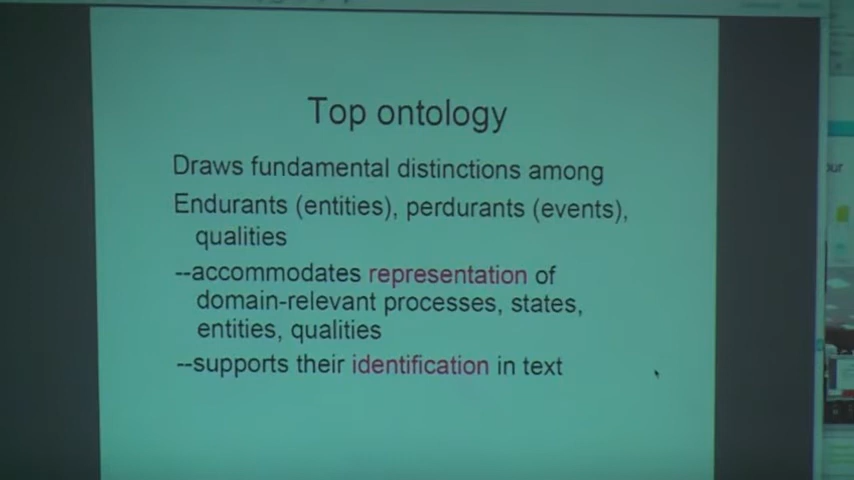 Top ontology
Draws fundamental distinctions among
Endurants (entities), perdurants (events),
qualities
--accommodates representation of
domain-relevant processes, states,
entities, qualities
--supports their identification in text
our